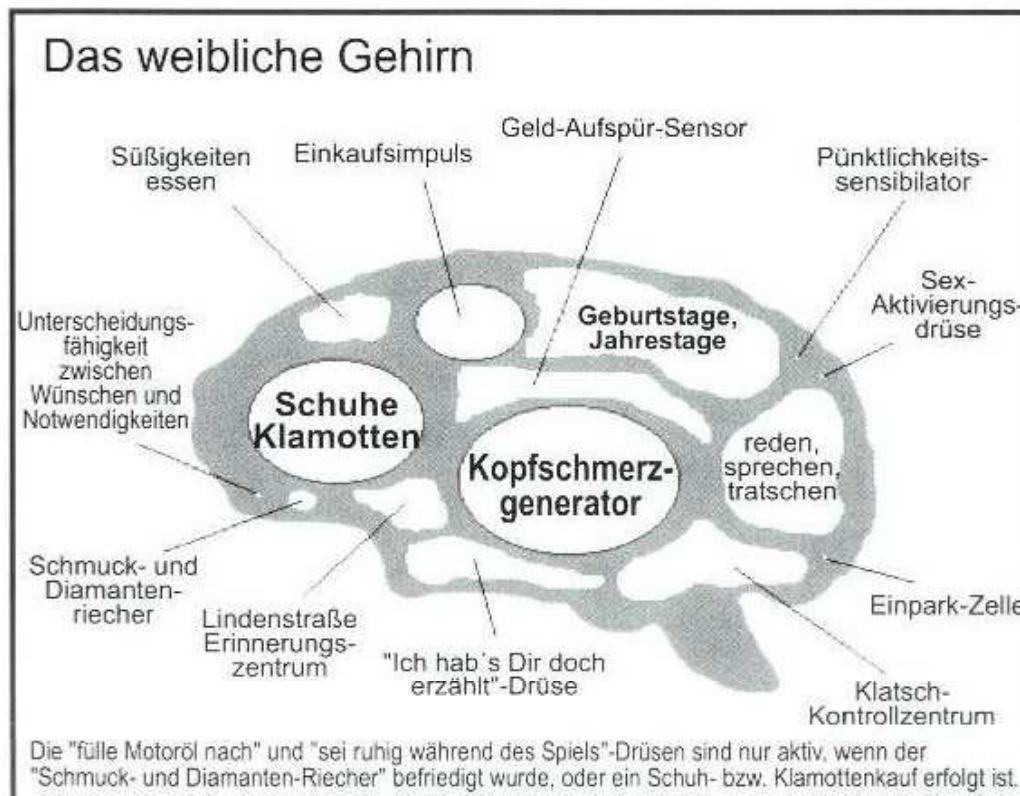 Das weibliche Gehirn
Geld-Aufspür-Sensor
Süßigkeiten
essen
Einkaufsimpuls
Pünktlichkeits-
sensibilator
Sex-
Aktivierungs-
drüse
Unterscheidungs-
fähigkeit
zwischen
Wünschen und
Notwendigkeiten
Geburtstage,
Jahrestage
Schuhe
Klamotten
Kopfschmerz-
generator
reden,
sprechen,
tratschen
Schmuck- und
Diamanten-
riecher
Lindenstraße
Erinnerungs-
zentrum
"Ich hab´s Dir doch
erzählt"-Drüse
Einpark-Zelle
Klatsch-
Kontrollzentrum
Die "fülle Motoröl nach" und "sei ruhig während des Spiels"-Drüsen sind nur aktiv, wenn der
"Schmuck- und Diamanten-Riecher" befriedigt wurde, oder ein Schuh- bzw. Klamottenkauf erfolgt ist.